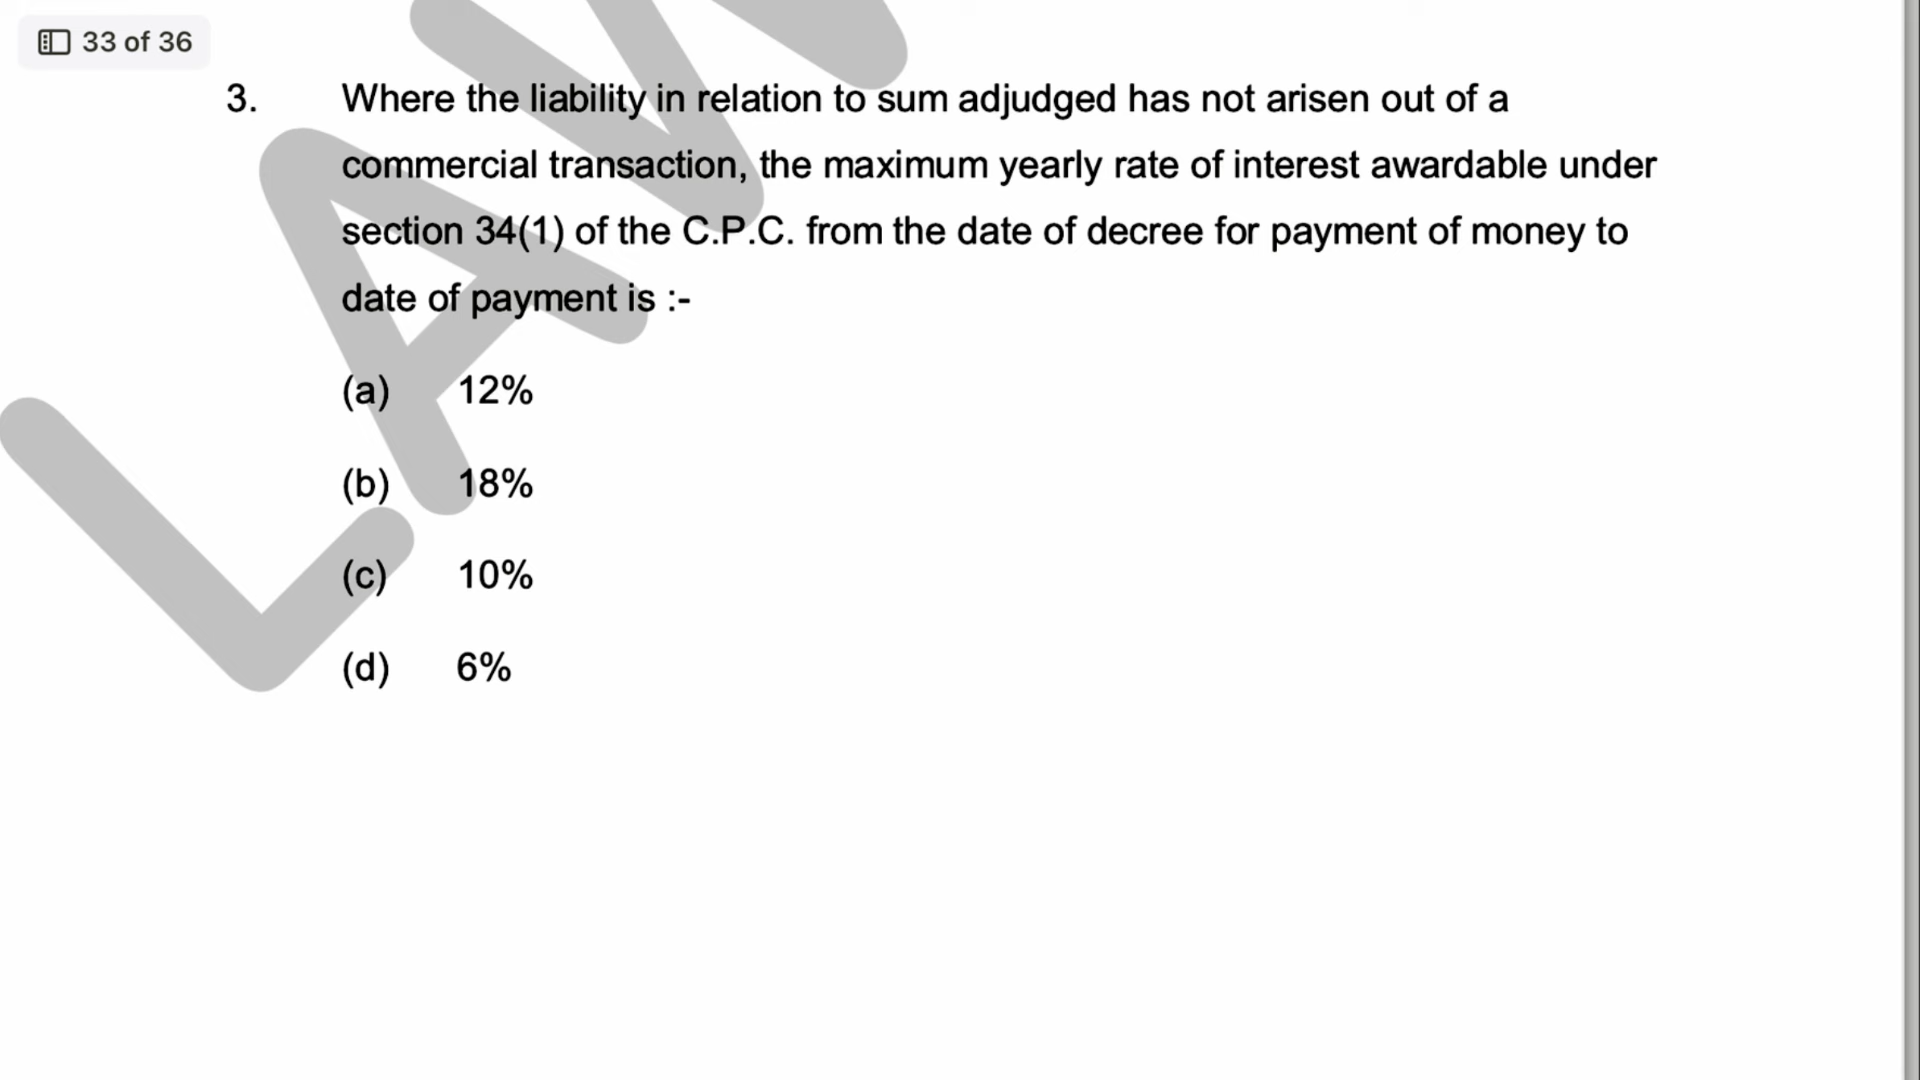 33 of 36
3. Where the liability in relation to sum adjudged has not arisen out of a
commercial transaction, the maximum yearly rate of interest awardable under
section 34(1) of the C.P.C. from the date of decree for payment of money to
date of payment is :-
(a) 12%
(b) 18%
(c) 10%
(d) 6%
LAW